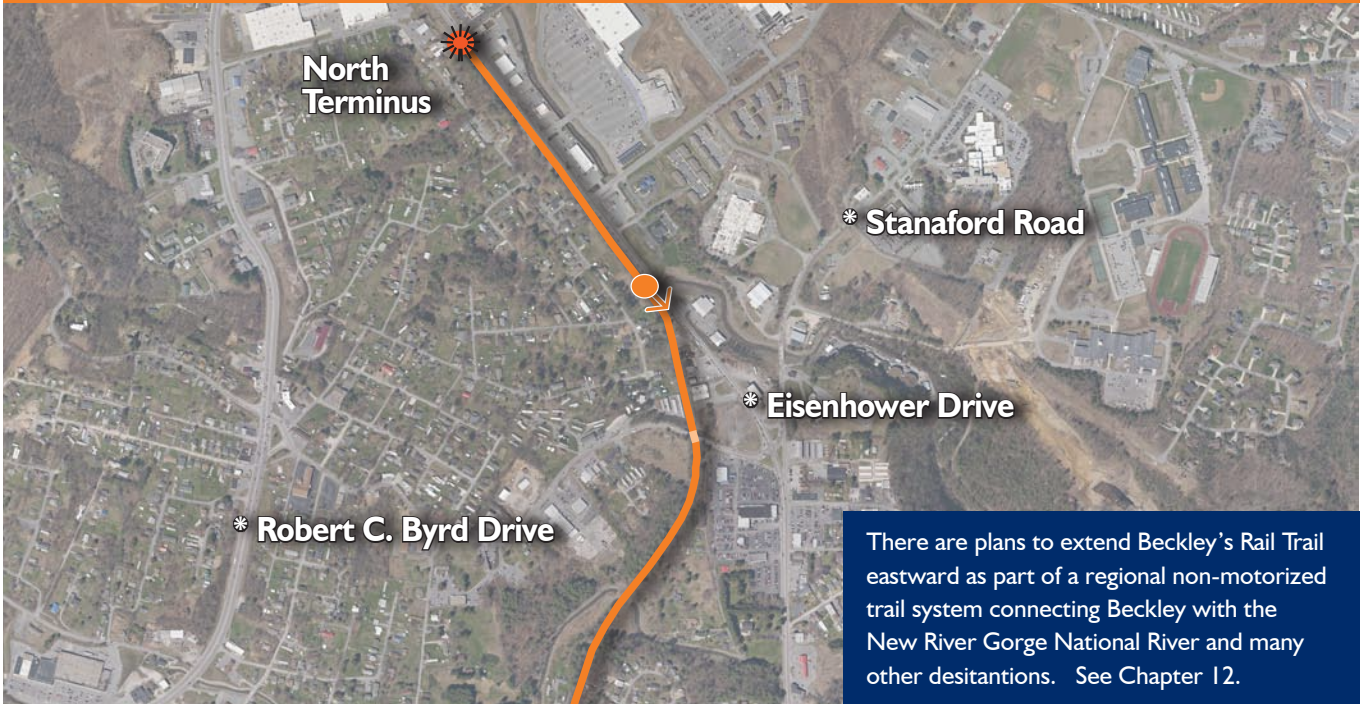 North
Terminus
* Stanaford Road
* Eisenhower Drive
* Robert C. Byrd Drive
There are plans to extend Beckley’s Rail Trail
eastward as part of a regional non-motorized
trail system connecting Beckley with the
New River Gorge National River and many
other desitantions.   See Chapter 12.